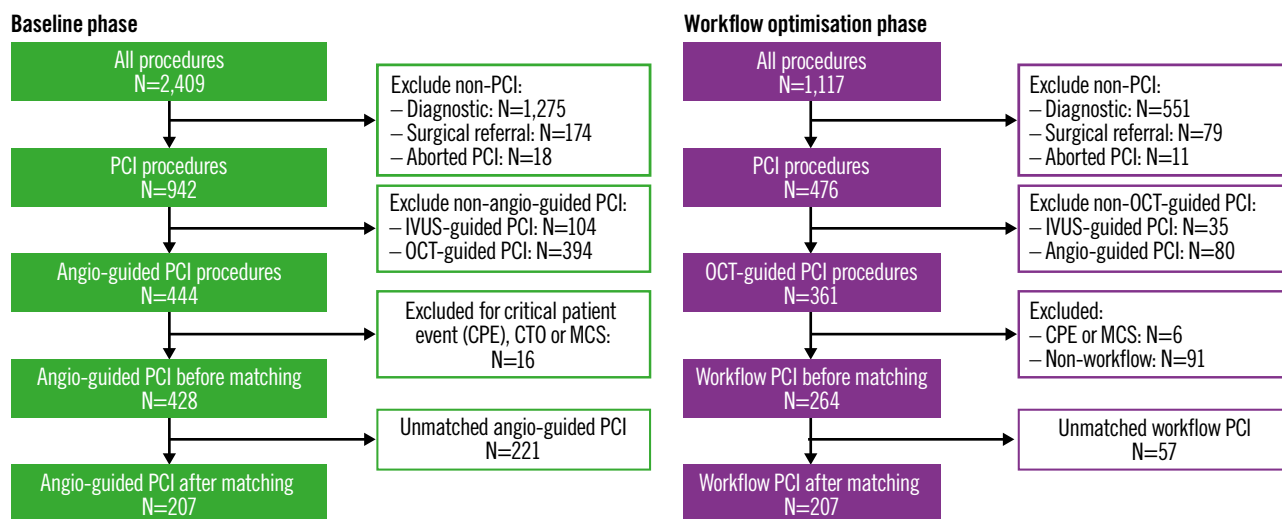 Baseline phase
All procedures
N=2,409
Exclude non-PCI:
– Diagnostic: N=1,275
– Surgical referral: N=174
– Aborted PCI: N=18
PCI procedures
N=942
Exclude non-angio-guided PCI:
– IVUS-guided PCI: N=104
– OCT-guided PCI: N=394
Angio-guided PCI procedures
N=444
Excluded for critical patient
event (CPE), CTO or MCS:
N=16
Angio-guided PCI before matching
N=428
Unmatched angio-guided PCI
N=221
Angio-guided PCI after matching
N=207
Workflow optimisation phase
All procedures
N=1,117
Exclude non-PCI:
– Diagnostic: N=551
– Surgical referral: N=79
– Aborted PCI: N=11
PCI procedures
N=476
Exclude non-OCT-guided PCI:
– IVUS-guided PCI: N=35
– Angio-guided PCI: N=80
OCT-guided PCI procedures
N=361
Excluded:
– CPE or MCS: N=6
– Non-workflow: N=91
Workflow PCI before matching
N=264
Unmatched workflow PCI
N=57
Workflow PCI after matching
N=207